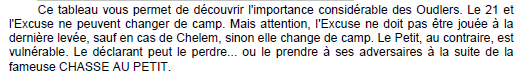 Ce tableau vous permet de découvrir l'importance considérable des Oudlers. Le 21 et
l'Excuse ne peuvent changer de camp. Mais attention, l'Excuse ne doit pas être jouée à la
dernière levée, sauf en cas de Chelem, sinon elle change de camp. Le Petit, au contraire, est
vulnérable. Le déclarant peut le perdre... ou le prendre à ses adversaires à la suite de la
fameuse CHASSE AU PETIT.